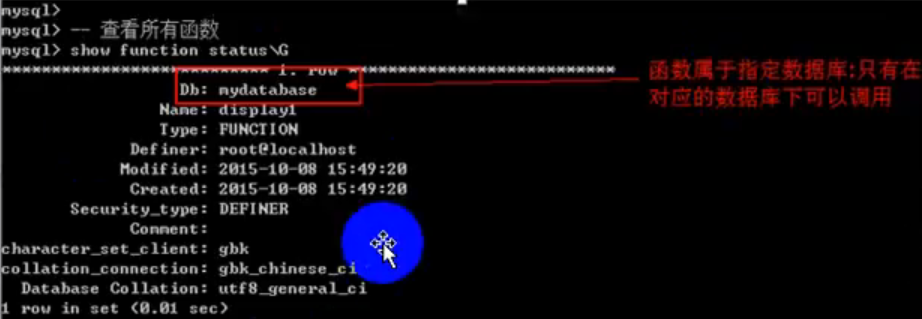 mysql>
mysql> -- 查看所有函数
mysql> show function status\G
*************************** 1. row ***************************
Db: mydatabase
函数属于指定数据库:只有在
对应的数据库下可以调用
Name: display1
Type: FUNCTION
Definer: root@localhost
Modified: 2015-10-08 15:49:20
Created: 2015-10-08 15:49:20
Security_type: DEFINER
Comment:
character_set_client: gbk
collation_connection: gbk_chinese_ci
Database Collation: utf8_general_ci
1 row in set (0.01 sec)